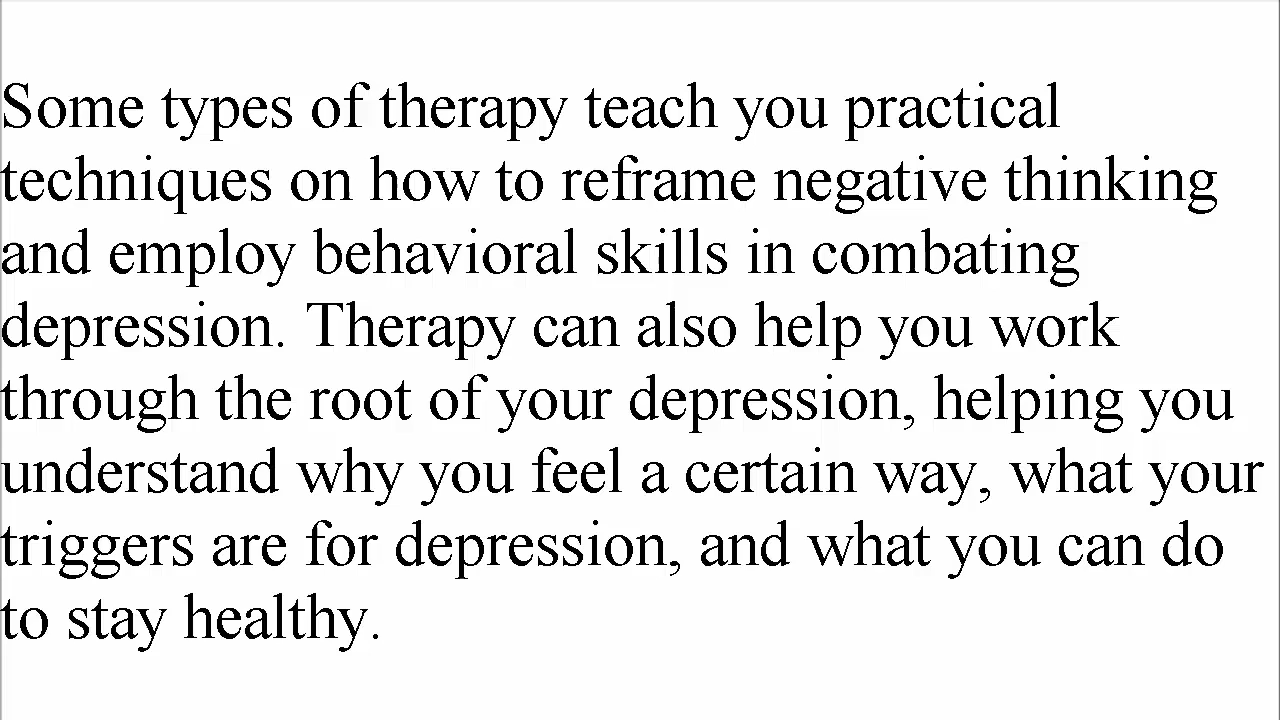 Some types of therapy teach you practical
techniques on how to reframe negative thinking
and employ behavioral skills in combating
depression. Therapy can also help you work
through the root of your depression, helping you
understand why you feel a certain way, what your
triggers are for depression, and what you can do
to stay healthy.